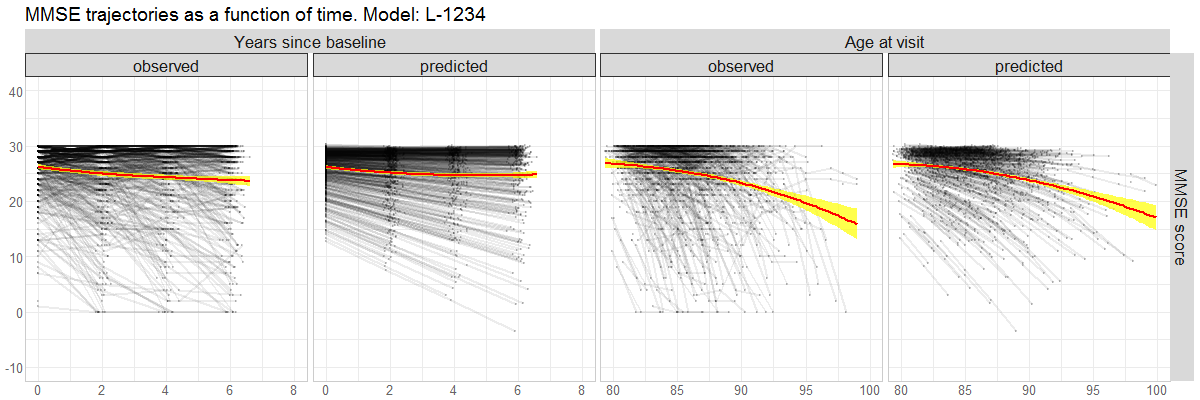 MMSE trajectories as a function of time. Model: L-1234
Years since baseline
Age at visit
observed
predicted
observed
predicted
40
30
20
10
0
-10
MMSE score
0 2 4 6 8
0 2 4 6 8
80 85 90 95 100
80 85 90 95 100